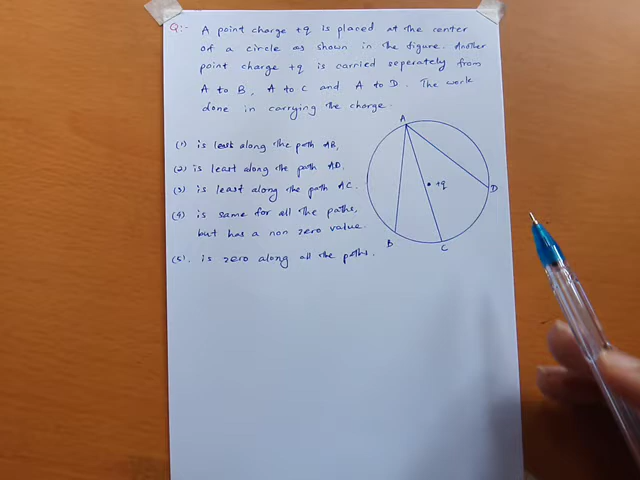 Q:- A point charge +q is placed at the center
of a circle as shown in the figure. Another
point charge +q is carried seperately from
A to B, A to C and A to D. The work
done in carrying the charge.
(1) is least along the path AB,
(2) is least along the path AD.
(3) is least along the path AC.
(4) is same for all the paths,
but has a non zero value.
(5). is zero along all the paths.
A
+q
D
B
C